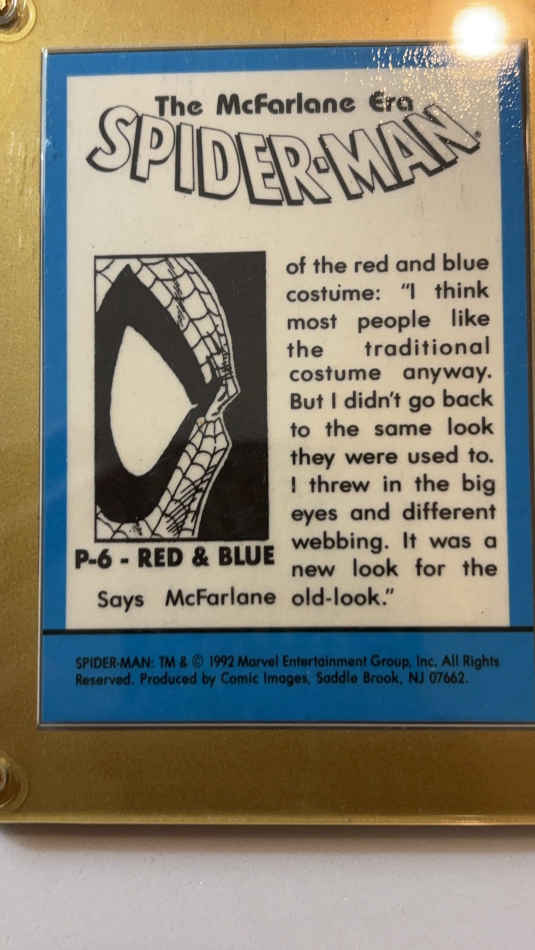 The McFarlane Era
SPIDER-MAN®
of the red and blue
costume: "I think
most people like
the traditional
costume anyway.
But I didn't go back
to the same look
they were used to.
I threw in the big
eyes and different
webbing. It was a
new look for the
P-6 - RED & BLUE
Says McFarlane old-look."
SPIDER-MAN: TM & © 1992 Marvel Entertainment Group, Inc. All Rights
Reserved. Produced by Comic Images, Saddle Brook, NJ 07662.